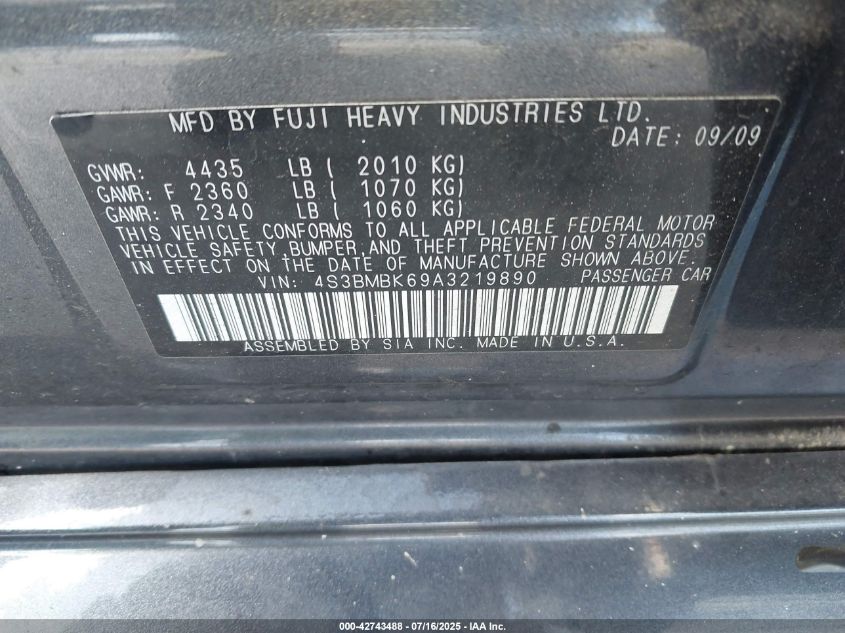 MFD BY FUJI HEAVY INDUSTRIES LTD.
DATE: 09/09
GVWR: 4435 LB ( 2010 KG)
GAWR: F 2360 LB ( 1070 KG)
GAWR: R 2340 LB ( 1060 KG)
THIS VEHICLE CONFORMS TO ALL APPLICABLE FEDERAL MOTOR
VEHICLE SAFETY, BUMPER, AND THEFT PREVENTION STANDARDS
IN EFFECT ON THE DATE OF MANUFACTURE SHOWN ABOVE.
VIN: 4S3BMBK69A3219890 PASSENGER CAR
ASSEMBLED BY SIA INC. MADE IN U.S.A.
000-42743488 - 07/16/2025 - IAA Inc.